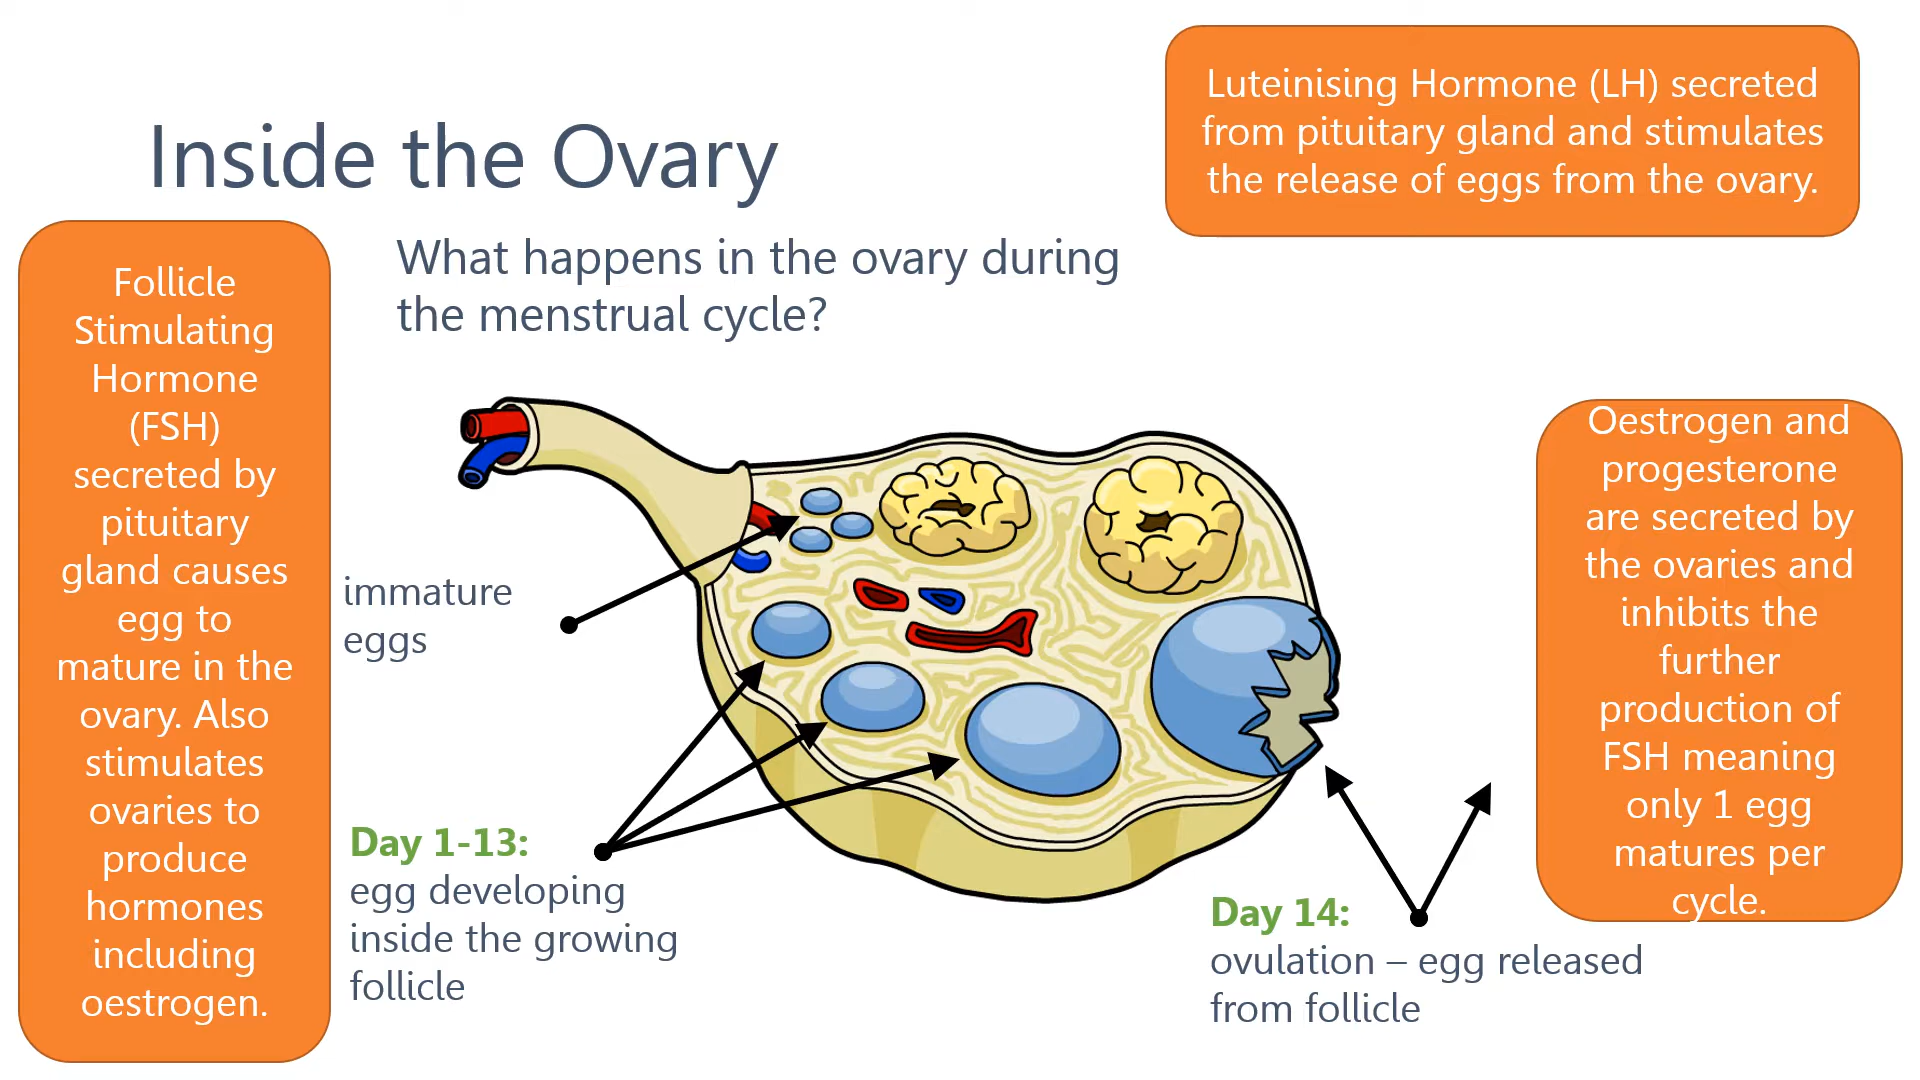 Inside the Ovary
Luteinising Hormone (LH) secreted
from pituitary gland and stimulates
the release of eggs from the ovary.
What happens in the ovary during
the menstrual cycle?
Follicle
Stimulating
Hormone
(FSH)
secreted by
pituitary
gland causes
egg to
mature in the
ovary. Also
stimulates
ovaries to
produce
hormones
including
oestrogen.
immature
eggs
Day 1-13:
egg developing
inside the growing
follicle
Day 14:
ovulation – egg released
from follicle
Oestrogen and
progesterone
are secreted by
the ovaries and
inhibits the
further
production of
FSH meaning
only 1 egg
matures per
cycle.